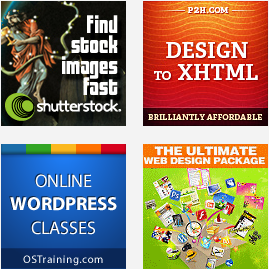 find
stock
images
fast
shutterstock.
P2H.COM
DESIGN
TO XHTML
BRILLIANTLY AFFORDABLE
ONLINE
WORDPRESS
CLASSES
OSTraining.com
THE ULTIMATE
WEB DESIGN PACKAGE